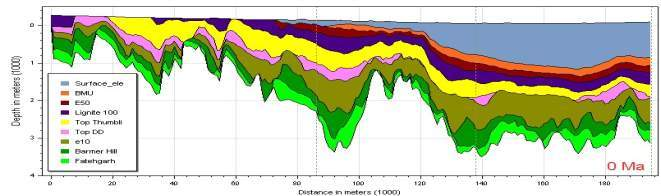 Depth in meters (1000)
0
1
2
3
4
Surface_ele
BMU
E50
Lignite 100
Top Thumbli
Top DD
e10
Barmer Hill
Fatehgarh
0 Ma
0 20 40 60 80 100 120 140 160 180
Distance in meters (1000)